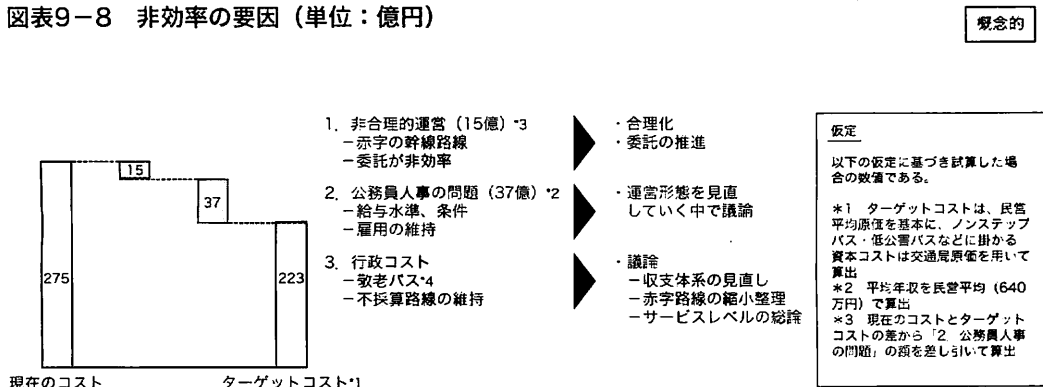 図表9−8 非効率の要因（単位：億円）
概念的
15
37
275
223
現在のコスト
ターゲットコスト*1
1. 非合理的運営（15億）*3
−赤字の幹線路線
−委託が非効率
2. 公務員人事の問題（37億）*2
−給与水準、条件
−雇用の維持
3. 行政コスト
−敬老パス*4
−不採算路線の維持
・合理化
・委託の推進
・運営形態を見直
していく中で議論
・議論
−収支体系の見直し
−赤字路線の縮小整理
−サービスレベルの総論
仮定
以下の仮定に基づき試算した場
合の数値である。
*1 ターゲットコストは、民営
平均原価を基本に、ノンステップ
バス・低公害バスなどに掛かる
資本コストは交通局原価を用いて
算出
*2 平均年収を民営平均（640
万円）で算出
*3 現在のコストとターゲット
コストの差から「2 公務員人事
の問題」の額を差し引いて算出